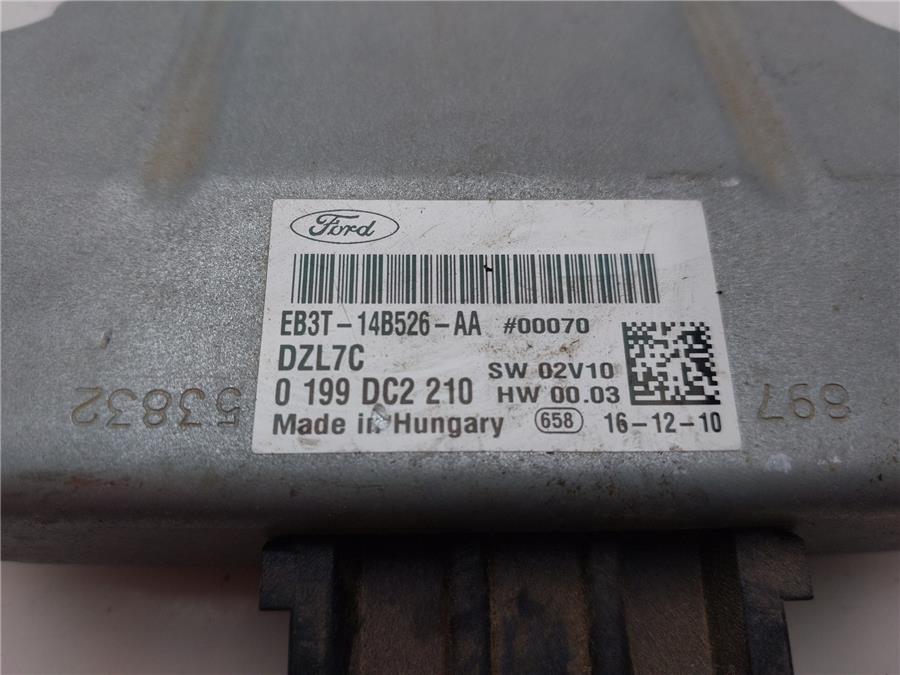 Ford
EB3T-14B526-AA #00070
DZL7C SW 02V10
0 199 DC2 210 HW 00.03
Made in Hungary 658 16-12-10
53832
897